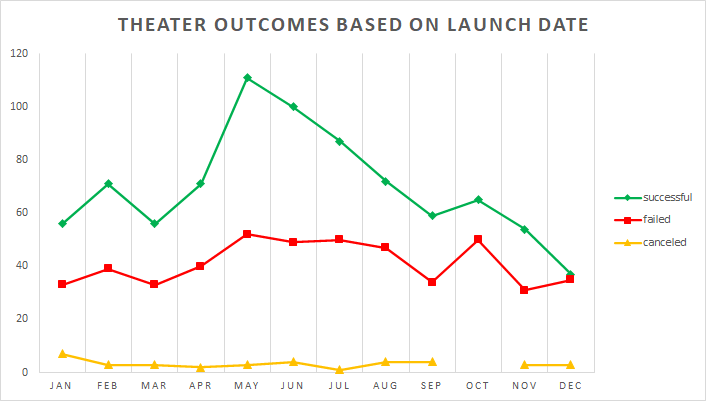 THEATER OUTCOMES BASED ON LAUNCH DATE
120
100
80
60
40
20
0
JAN FEB MAR APR MAY JUN JUL AUG SEP OCT NOV DEC
successful
failed
canceled